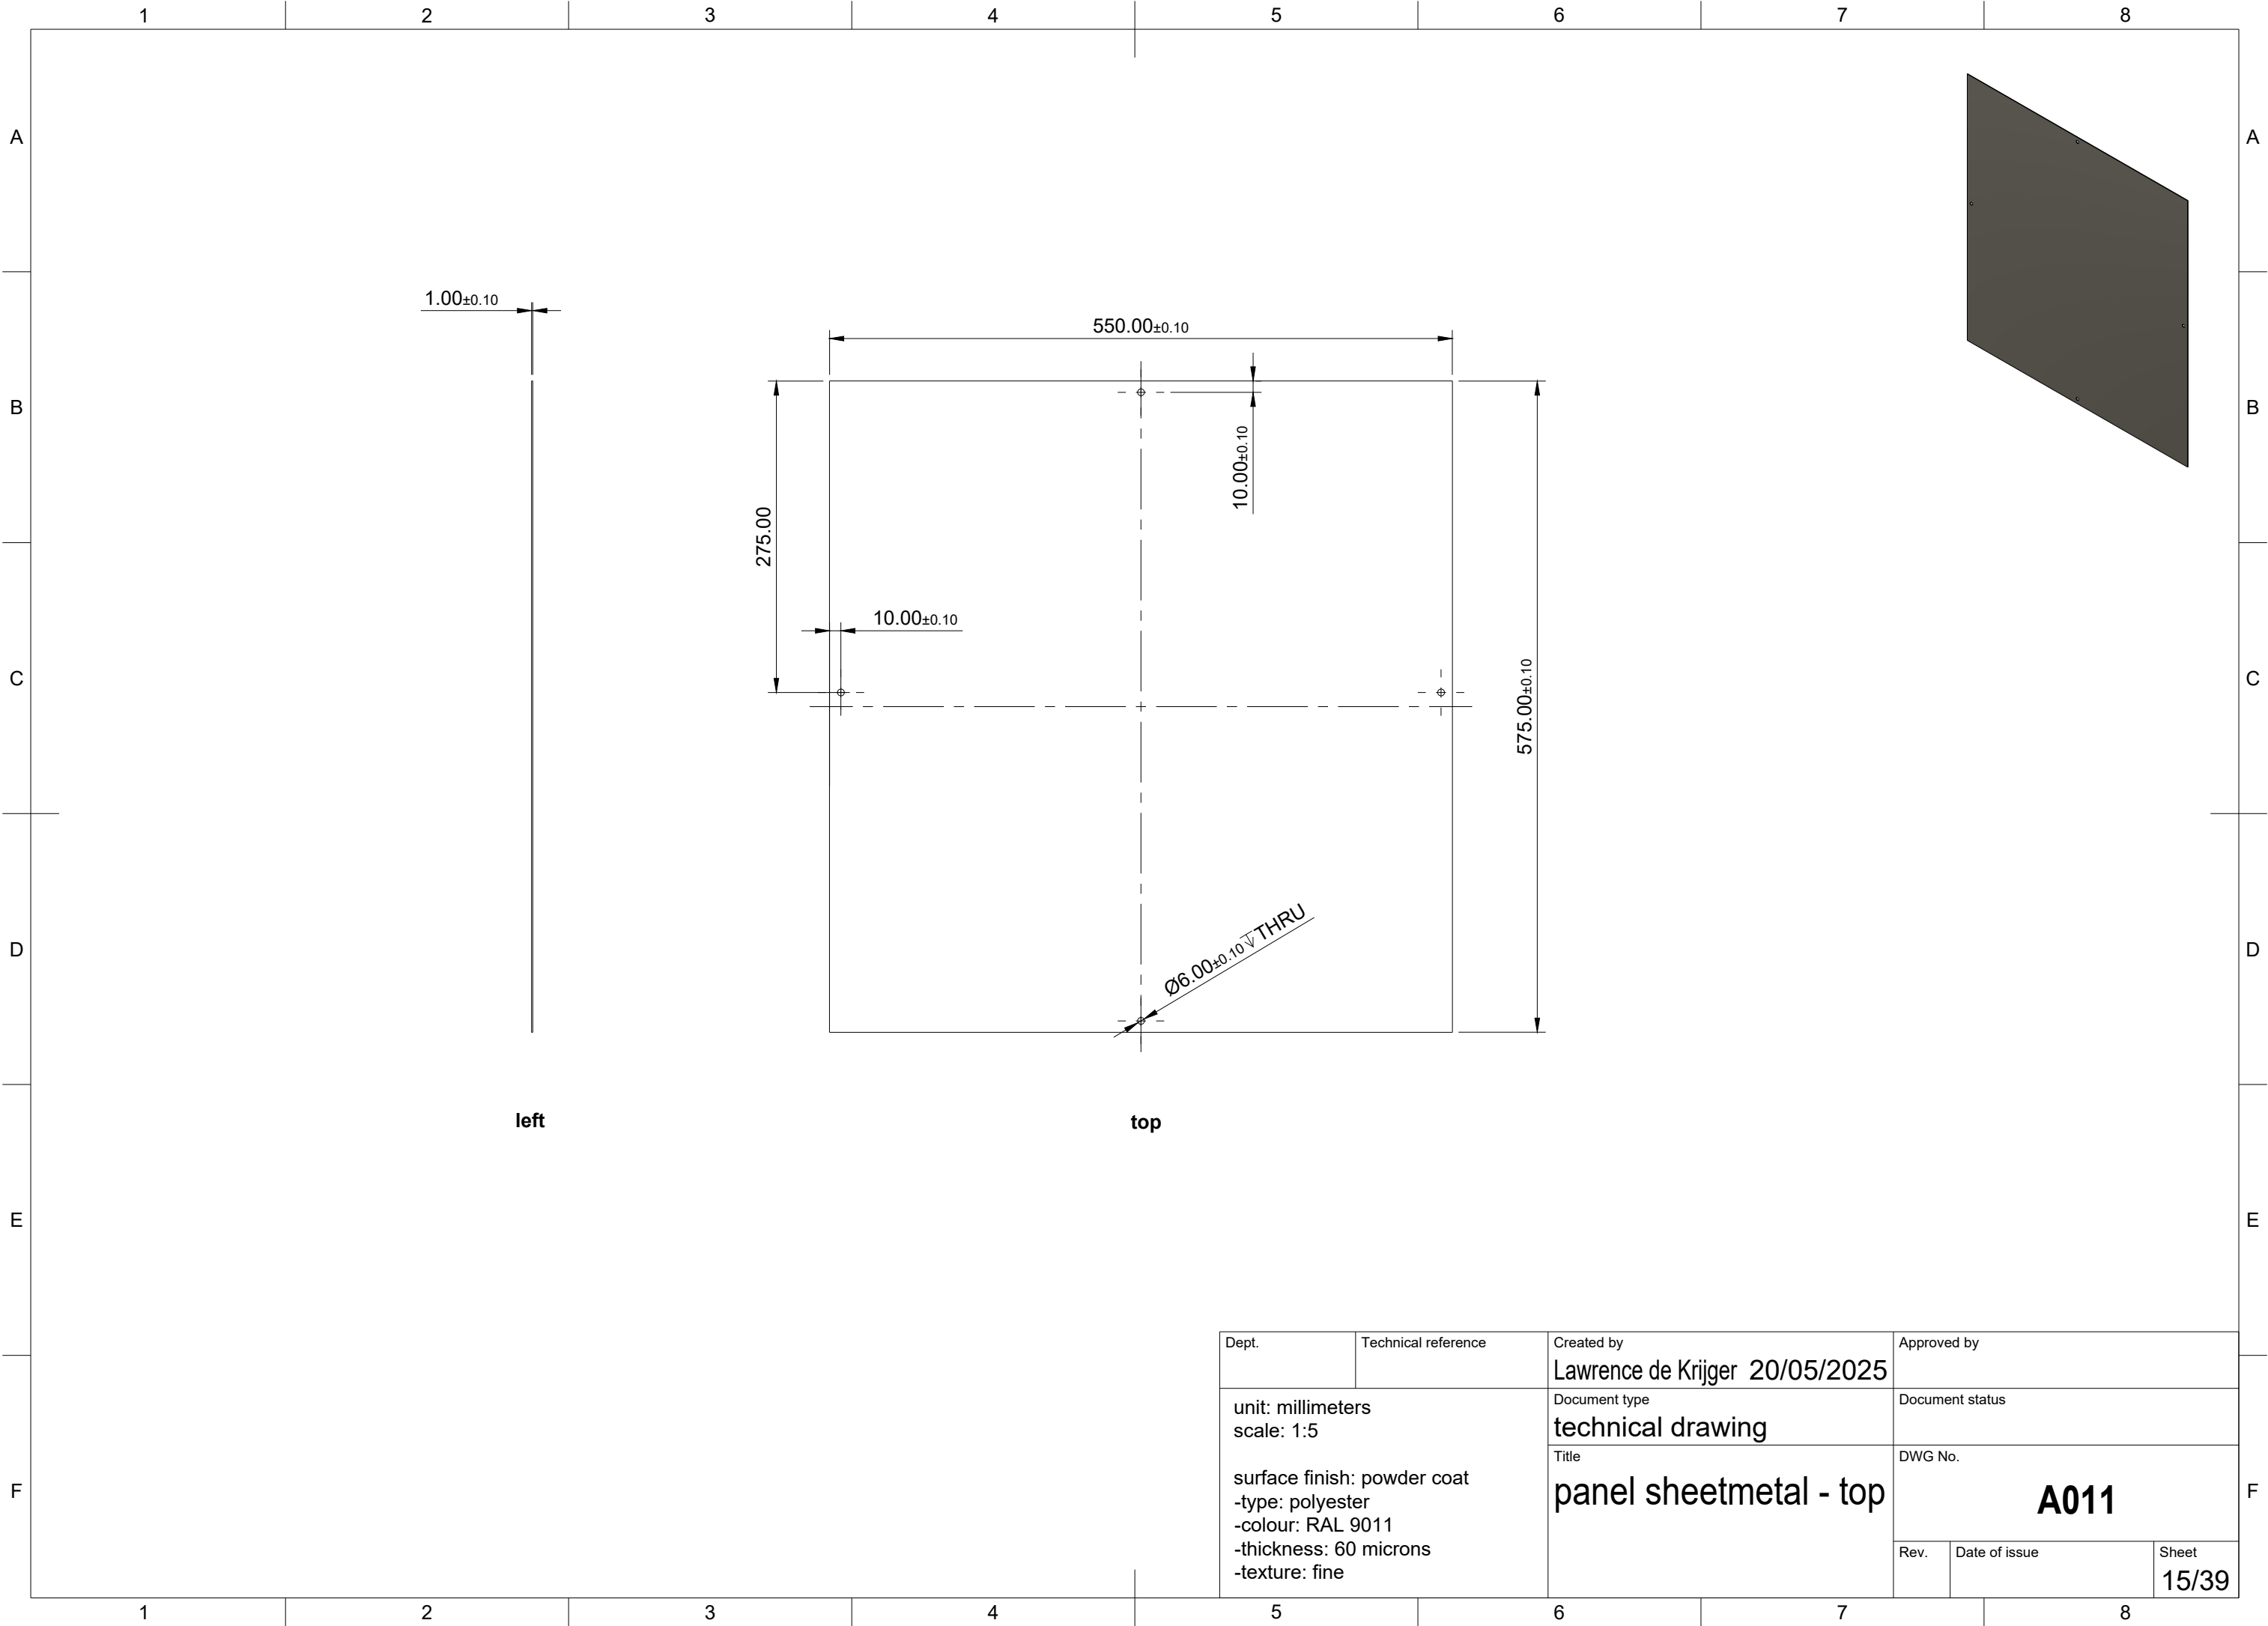 1 2 3 4 5 6 7 8
A A
1.00±0.10
550.00±0.10
B B
10.00±0.10
275.00
10.00±0.10
C C
575.00±0.10
Ø6.00±0.10↧THRU
D D
left
top
E E
Dept.
Technical reference
Created by
Lawrence de Krijger 20/05/2025
Approved by
unit: millimeters
scale: 1:5
surface finish: powder coat
-type: polyester
-colour: RAL 9011
-thickness: 60 microns
-texture: fine
Document type
technical drawing
Document status
Title
panel sheetmetal - top
DWG No.
A011
Rev.
Date of issue
Sheet
15/39
F F
1 2 3 4 5 6 7 8